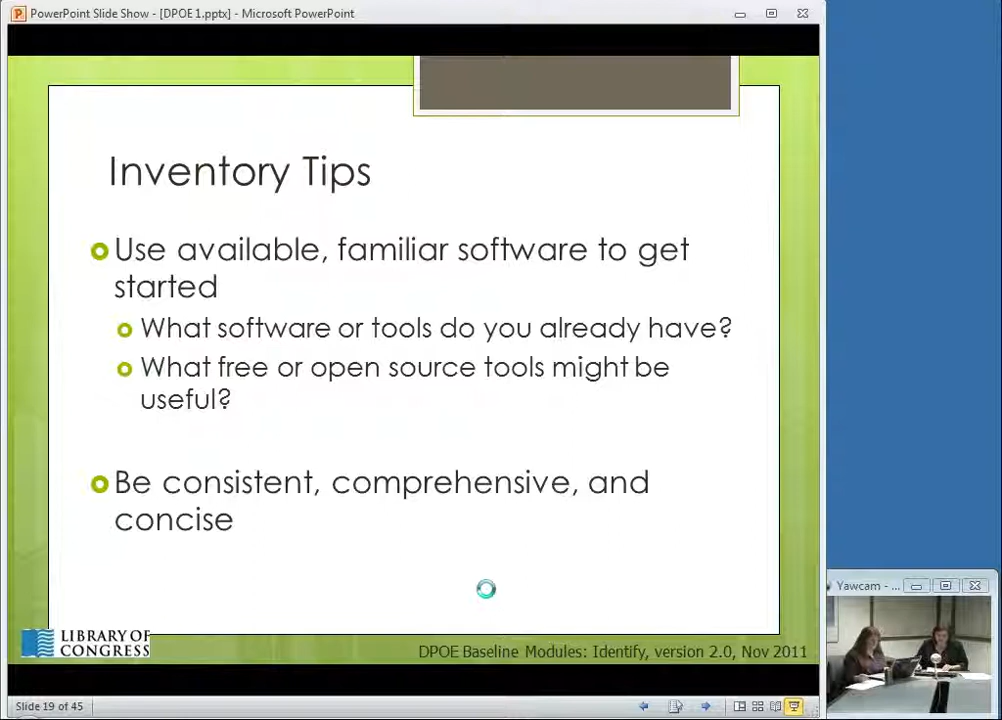 PowerPoint Slide Show - [DPOE 1.pptx] - Microsoft PowerPoint
Inventory Tips
Use available, familiar software to get
started
What software or tools do you already have?
What free or open source tools might be
useful?
Be consistent, comprehensive, and
concise
LIBRARY OF
CONGRESS
DPOE Baseline Modules: Identify, version 2.0, Nov 2011
Slide 19 of 45
Yawcam - ...